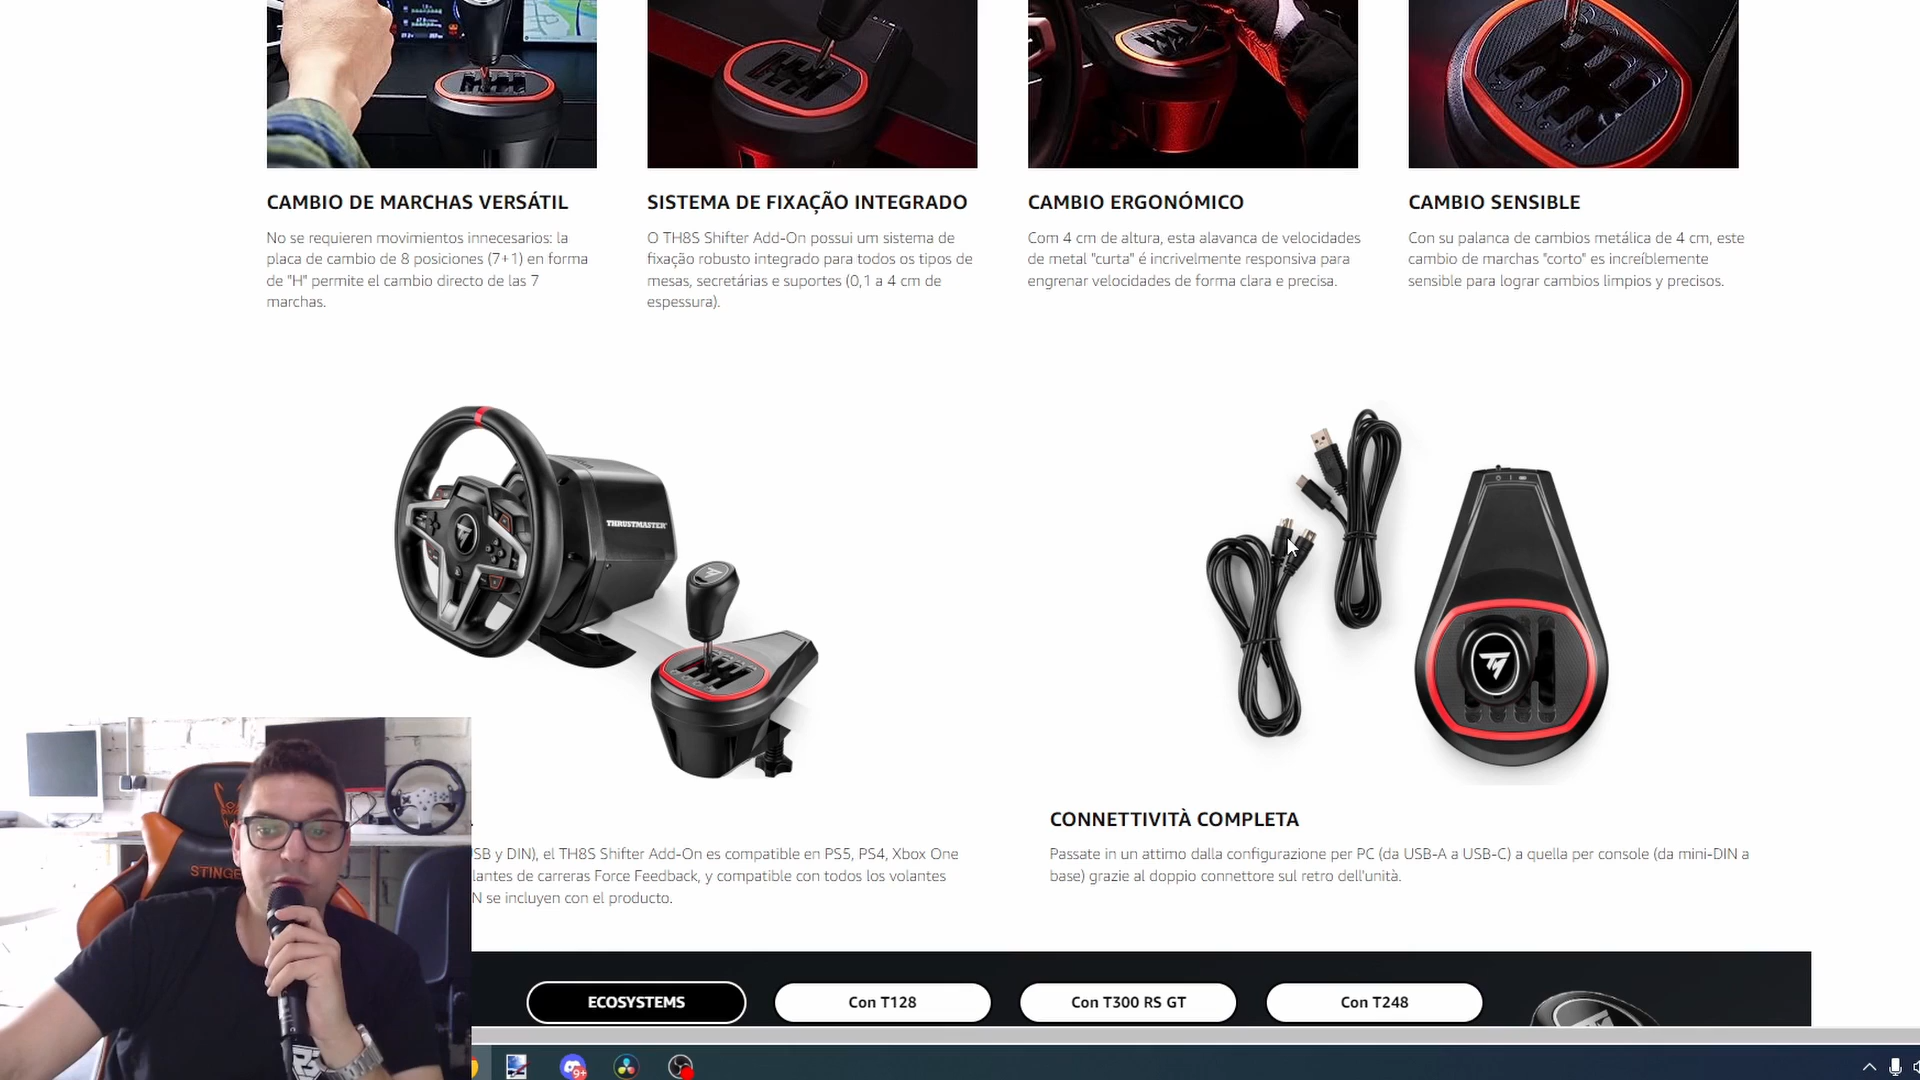 CAMBIO DE MARCHAS VERSÁTIL
No se requieren movimientos innecesarios: la
placa de cambio de 8 posiciones (7+1) en forma
de "H" permite el cambio directo de las 7
marchas.
SISTEMA DE FIXAÇÃO INTEGRADO
O TH8S Shifter Add-On possui um sistema de
fixação robusto integrado para todos os tipos de
mesas, secretárias e suportes (0,1 a 4 cm de
espessura).
CAMBIO ERGONÓMICO
Com 4 cm de altura, esta alavanca de velocidades
de metal "curta" é incrivelmente responsiva para
engrenar velocidades de forma clara e precisa.
CAMBIO SENSIBLE
Con su palanca de cambios metálica de 4 cm, este
cambio de marchas "corto" es increíblemente
sensible para lograr cambios limpios y precisos.
THRUSTMASTER
SB y DIN), el TH8S Shifter Add-On es compatible en PS5, PS4, Xbox One
lantes de carreras Force Feedback, y compatible con todos los volantes
N se incluyen con el producto.
CONNETTIVITÀ COMPLETA
Passate in un attimo dalla configurazione per PC (da USB-A a USB-C) a quella per console (da mini-DIN a
base) grazie al doppio connettore sul retro dell'unità.
STINGE
ECOSYSTEMS
Con T128
Con T300 RS GT
Con T248
9+